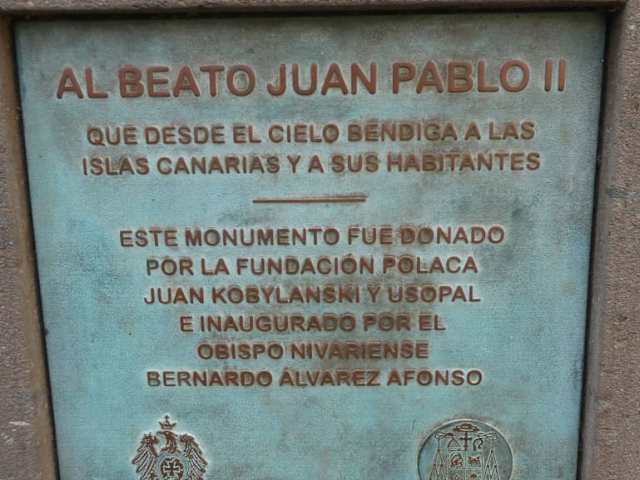 AL BEATO JUAN PABLO II
QUE DESDE EL CIELO BENDIGA A LAS
ISLAS CANARIAS Y A SUS HABITANTES
ESTE MONUMENTO FUE DONADO
POR LA FUNDACIÓN POLACA
JUAN KOBYLANSKI Y USOPAL
E INAUGURADO POR EL
OBISPO NIVARIENSE
BERNARDO ÁLVAREZ AFONSO